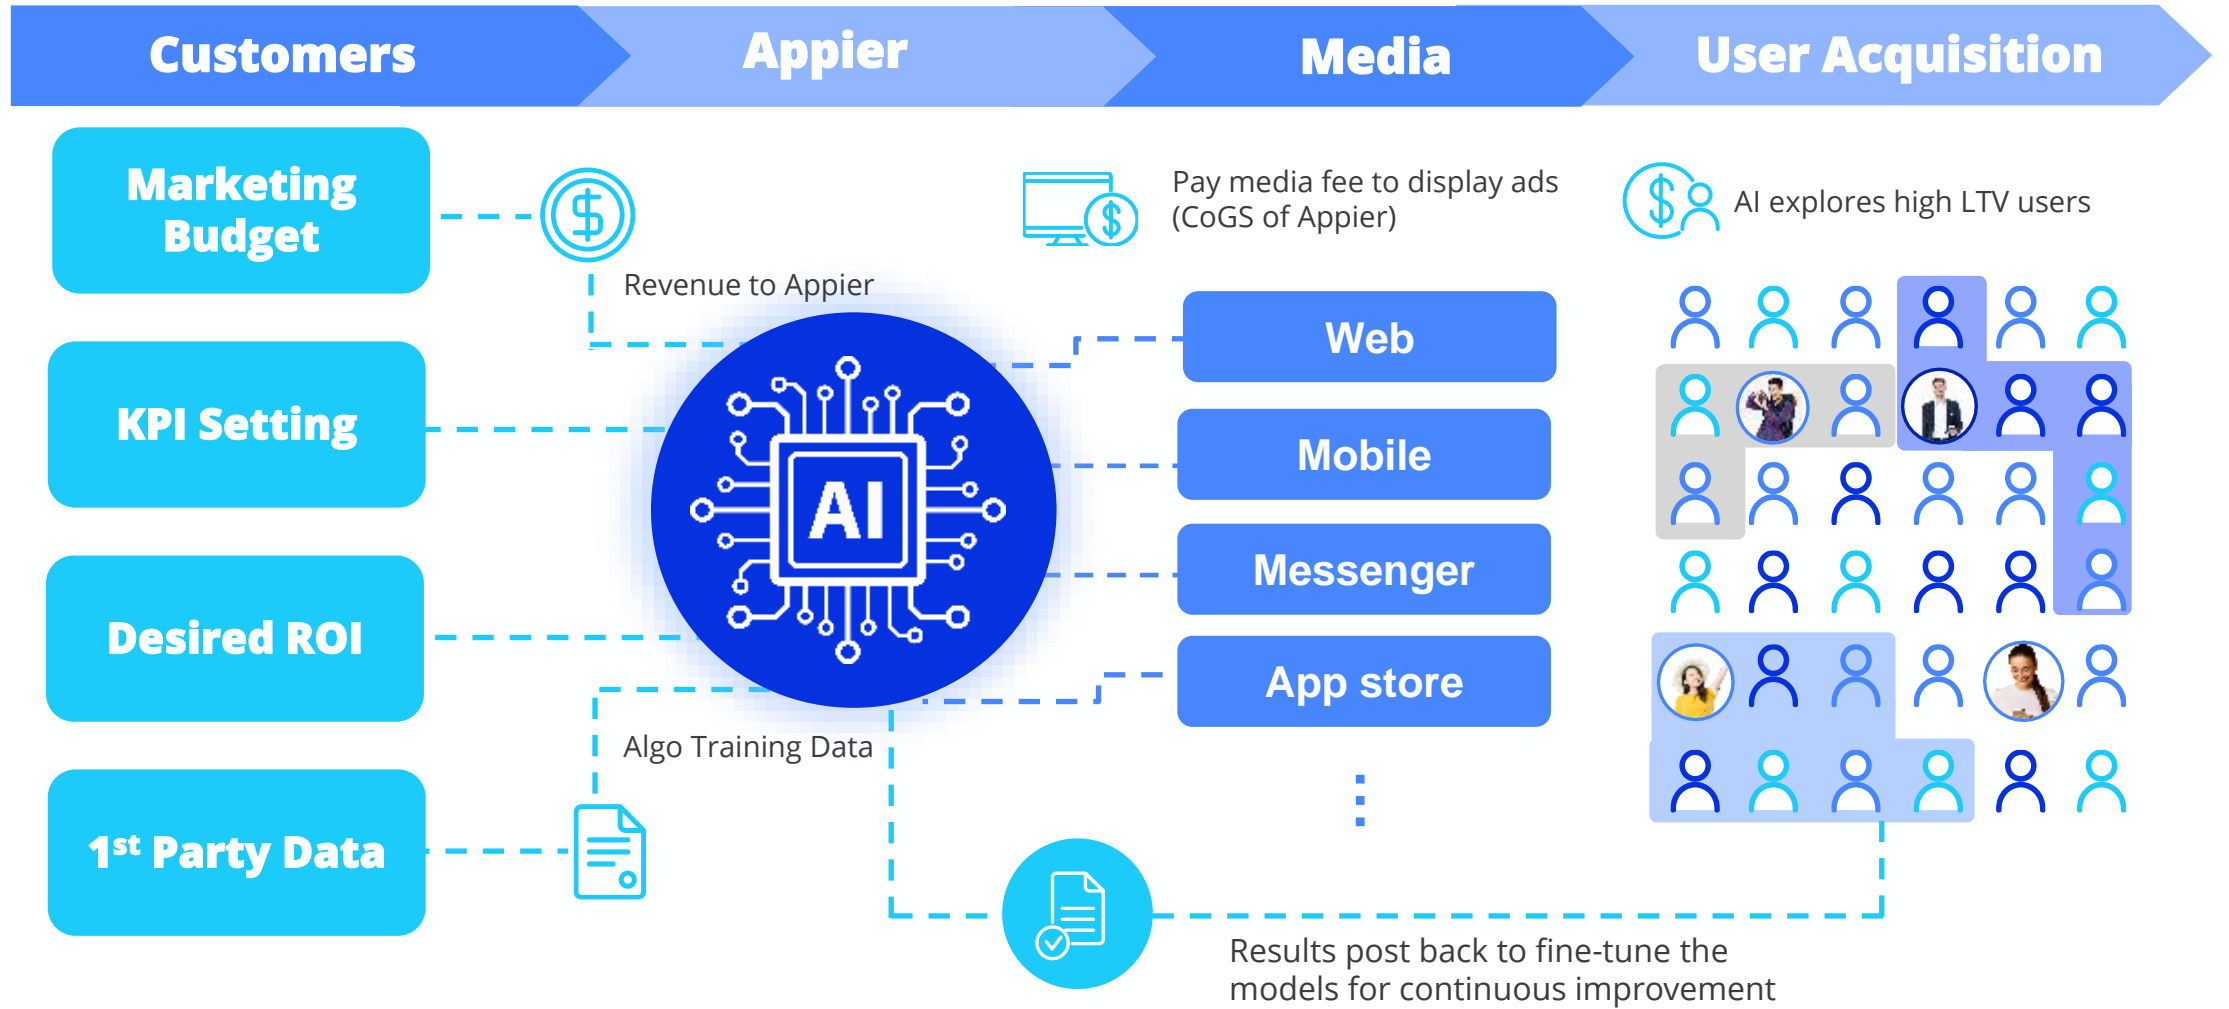 Customers
Appier
Media
User Acquisition
Marketing
Budget
KPI Setting
Desired ROI
1st Party Data
Revenue to Appier
AI
Algo Training Data
Pay media fee to display ads
(CoGS of Appier)
Web
Mobile
Messenger
App store
AI explores high LTV users
Results post back to fine-tune the
models for continuous improvement